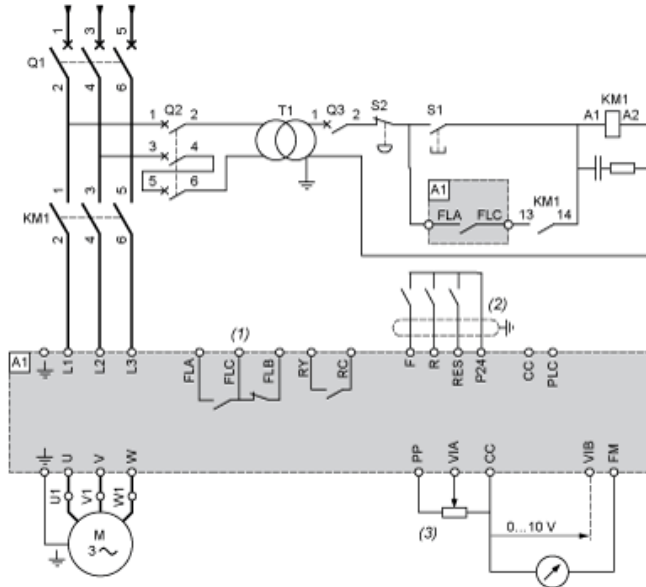 1 3 5
Q1
2 4 6
1 Q2 2
3 4
5 6
T1
1 Q3 2
S2
S1
KM1
A1 A2
A1
FLA FLC
13 KM1 14
1 3 5
KM1
2 4 6
(1)
(2)
A1
L1 L2 L3
FLA FLC FLB RY RC
F R RES P24 CC PLC
U V W
PP VIA CC VIB FM
U1 V1 W1
M
3
(3)
0...10 V